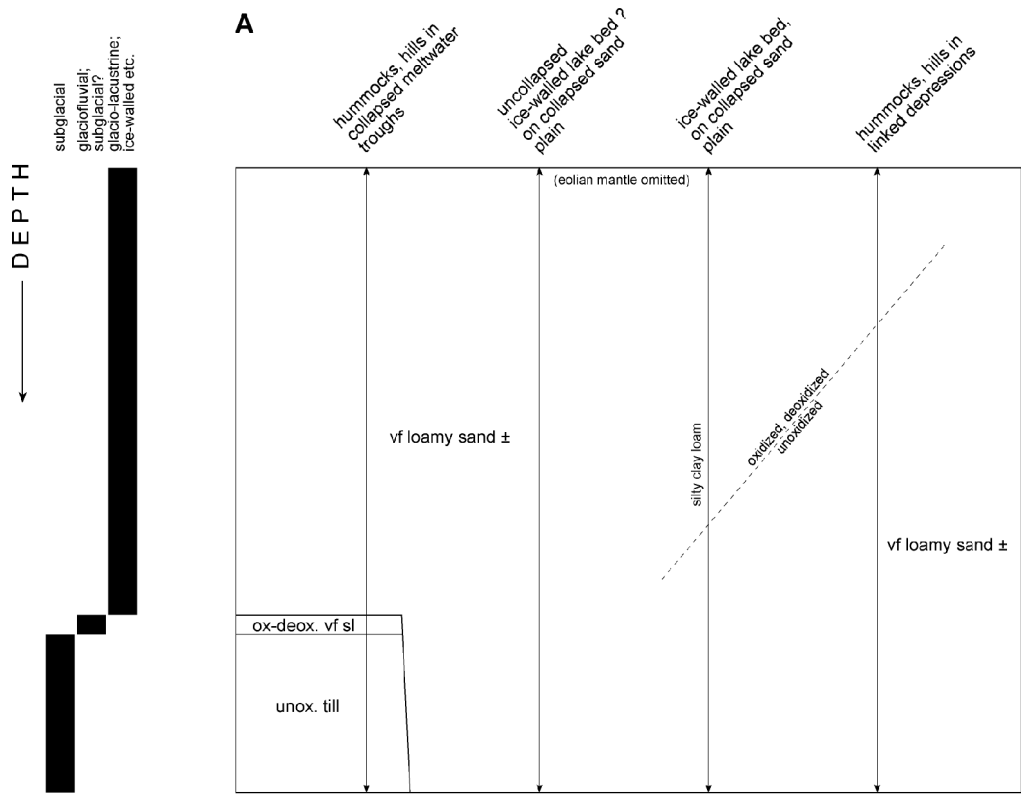 subglacial
glaciofluvial;
subglacial?
glacio-lacustrine;
ice-walled etc.
DEPTH
A
hummocks, hills in
collapsed meltwater
troughs
uncollapsed
ice-walled lake bed ?
on collapsed sand
plain
ice-walled lake bed,
on collapsed sand
plain
hummocks, hills in
linked depressions
(eolian mantle omitted)
vf loamy sand ±
silty clay loam
oxidized, deoxidized
unoxidized
vf loamy sand ±
ox-deox. vf sl
unox. till